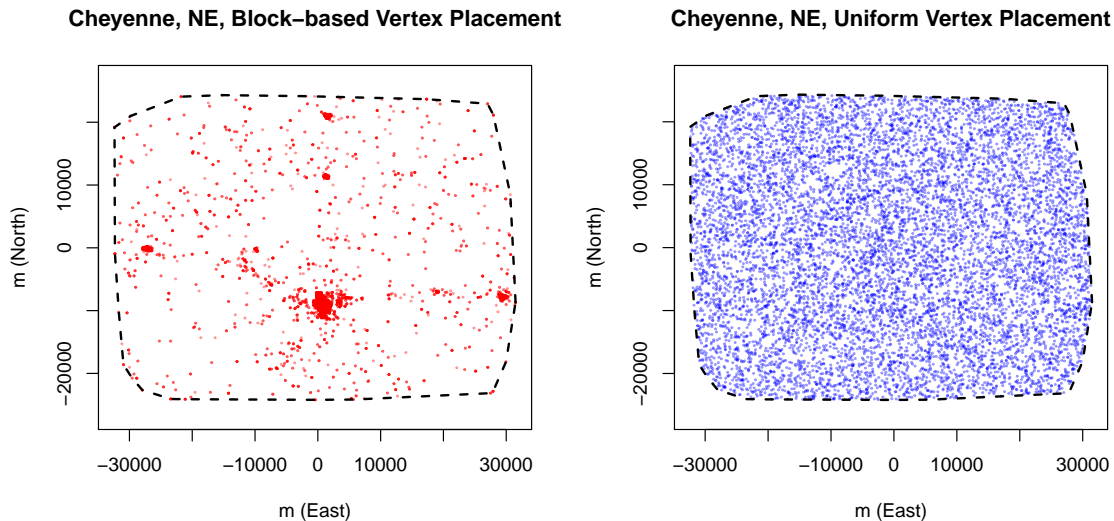 Cheyenne, NE, Block−based Vertex Placement
m (North)
10000
0
−20000
−30000 −10000 0 10000 30000
m (East)
Cheyenne, NE, Uniform Vertex Placement
m (North)
10000
0
−20000
−30000 −10000 0 10000 30000
m (East)